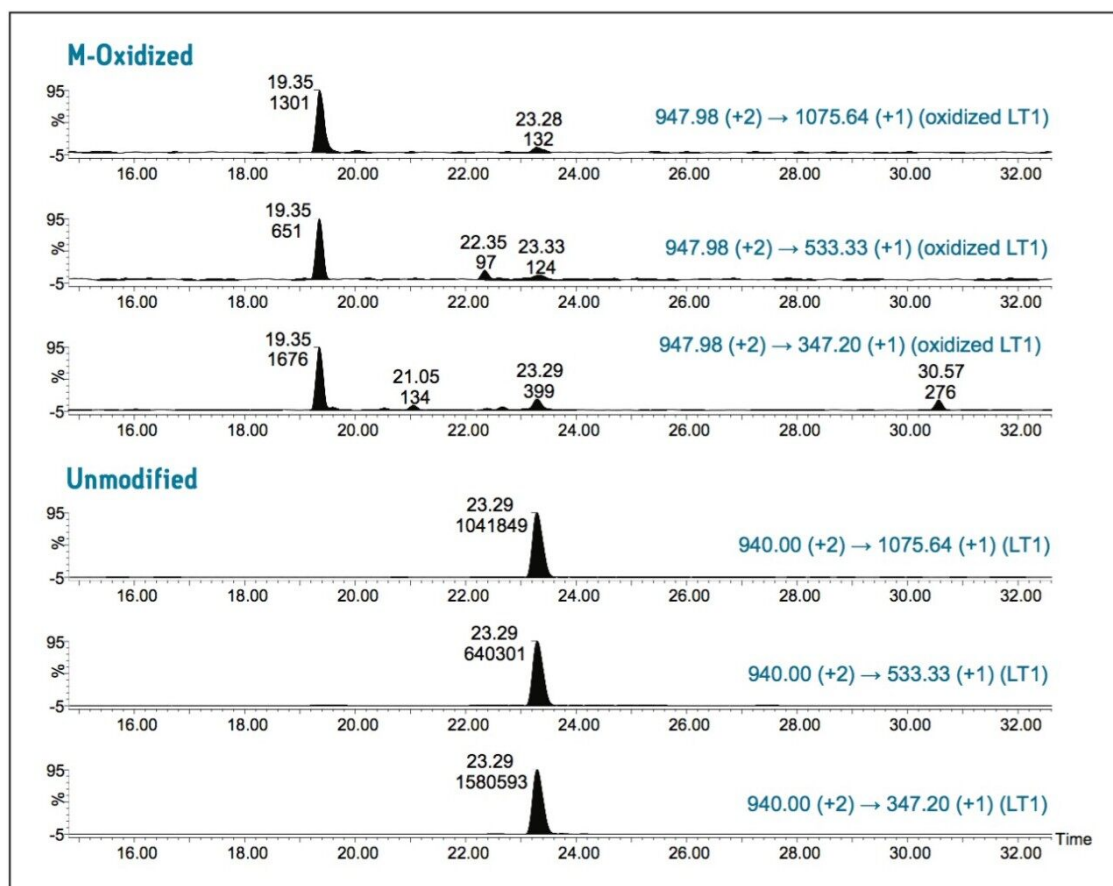 M-Oxidized
95
%
-5
19.35
1301
23.28
132
947.98 (+2) → 1075.64 (+1) (oxidized LT1)
16.00 18.00 20.00 22.00 24.00 26.00 28.00 30.00 32.00
95
%
-5
19.35
651
22.35
97
23.33
124
947.98 (+2) → 533.33 (+1) (oxidized LT1)
16.00 18.00 20.00 22.00 24.00 26.00 28.00 30.00 32.00
95
%
-5
19.35
1676
21.05
134
23.29
399
947.98 (+2) → 347.20 (+1) (oxidized LT1)
30.57
276
16.00 18.00 20.00 22.00 24.00 26.00 28.00 30.00 32.00
Unmodified
95
%
-5
23.29
1041849
940.00 (+2) → 1075.64 (+1) (LT1)
16.00 18.00 20.00 22.00 24.00 26.00 28.00 30.00 32.00
95
%
-5
23.29
640301
940.00 (+2) → 533.33 (+1) (LT1)
16.00 18.00 20.00 22.00 24.00 26.00 28.00 30.00 32.00
95
%
-5
23.29
1580593
940.00 (+2) → 347.20 (+1) (LT1)
Time
16.00 18.00 20.00 22.00 24.00 26.00 28.00 30.00 32.00